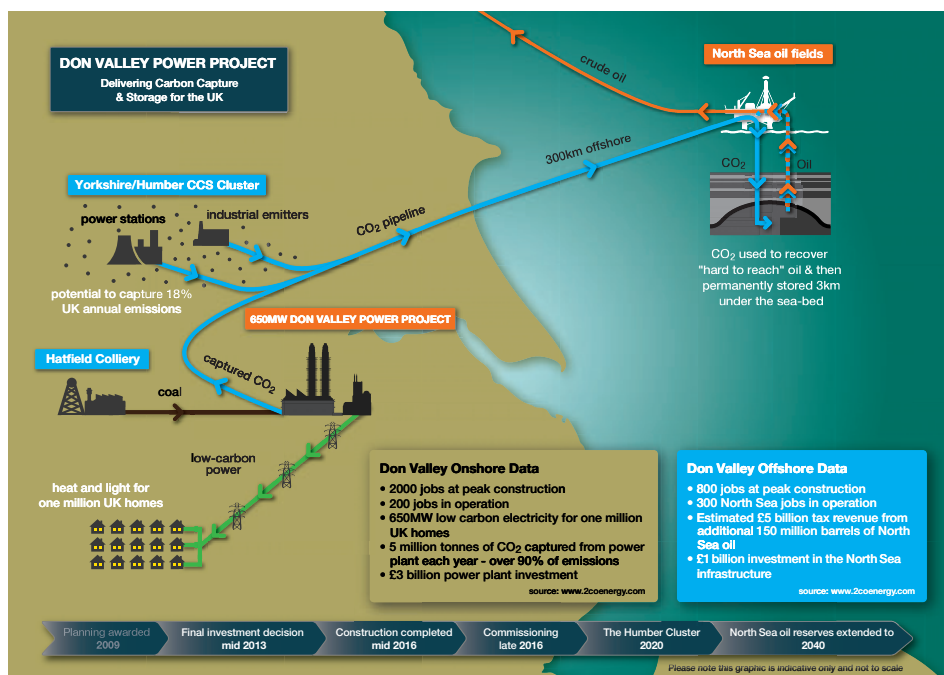 DON VALLEY POWER PROJECT
Delivering Carbon Capture
& Storage for the UK
North Sea oil fields
crude oil
300km offshore
CO2
Oil
CO2 used to recover
"hard to reach" oil & then
permanently stored 3km
under the sea-bed
Yorkshire/Humber CCS Cluster
power stations
industrial emitters
CO2 pipeline
potential to capture 18%
UK annual emissions
650MW DON VALLEY POWER PROJECT
Hatfield Colliery
captured CO2
coal
low-carbon
power
heat and light for
one million UK homes
Don Valley Onshore Data
• 2000 jobs at peak construction
• 200 jobs in operation
• 650MW low carbon electricity for one million
UK homes
• 5 million tonnes of CO2 captured from power
plant each year - over 90% of emissions
• £3 billion power plant investment
source: www.2coenergy.com
Don Valley Offshore Data
• 800 jobs at peak construction
• 300 North Sea jobs in operation
• Estimated £5 billion tax revenue from
additional 150 million barrels of North
Sea oil
• £1 billion investment in the North Sea
infrastructure
source: www.2coenergy.com
Planning awarded
2009
Final investment decision
mid 2013
Construction completed
mid 2016
Commissioning
late 2016
The Humber Cluster
2020
North Sea oil reserves extended to
2040
Please note this graphic is indicative only and not to scale